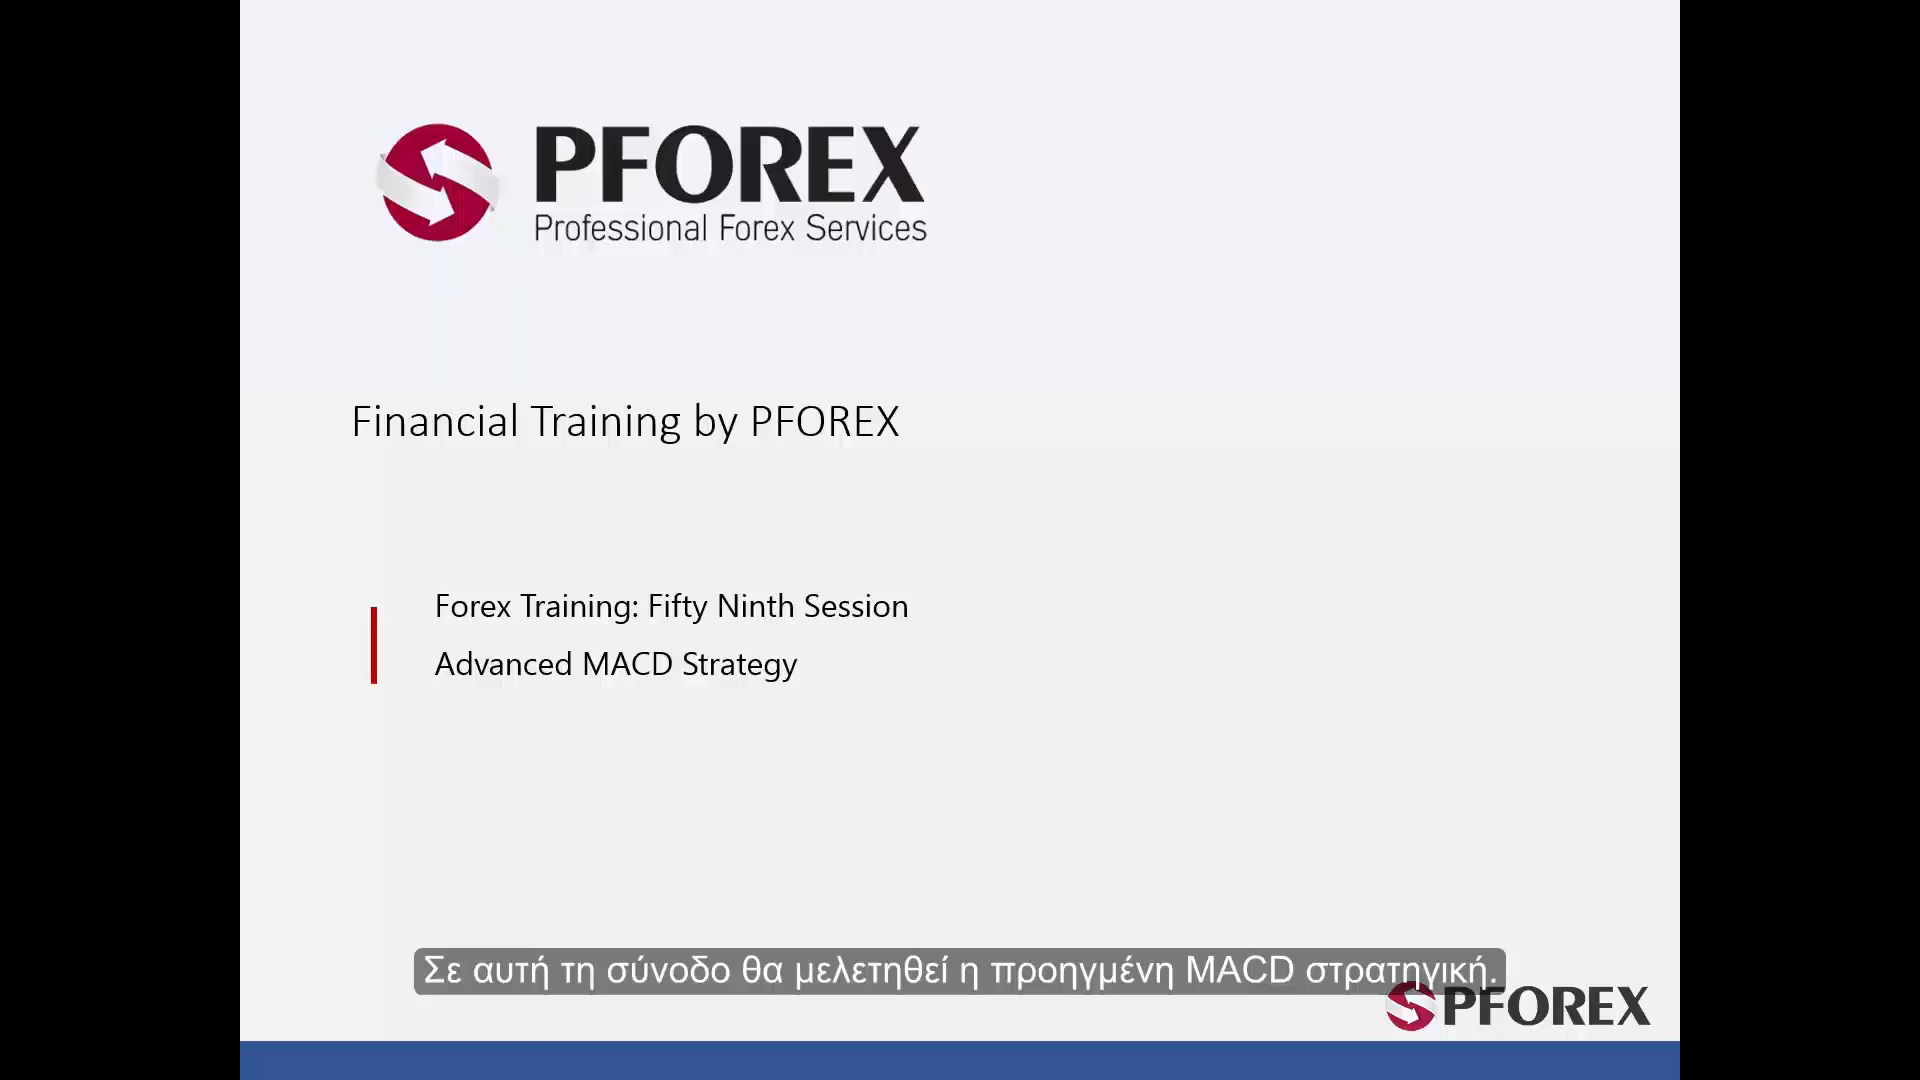 PFOREX
Professional Forex Services
Financial Training by PFOREX
Forex Training: Fifty Ninth Session
Advanced MACD Strategy
Σε αυτή τη σύνοδο θα μελετηθεί η προηγμένη MACD στρατηγική.
PFOREX